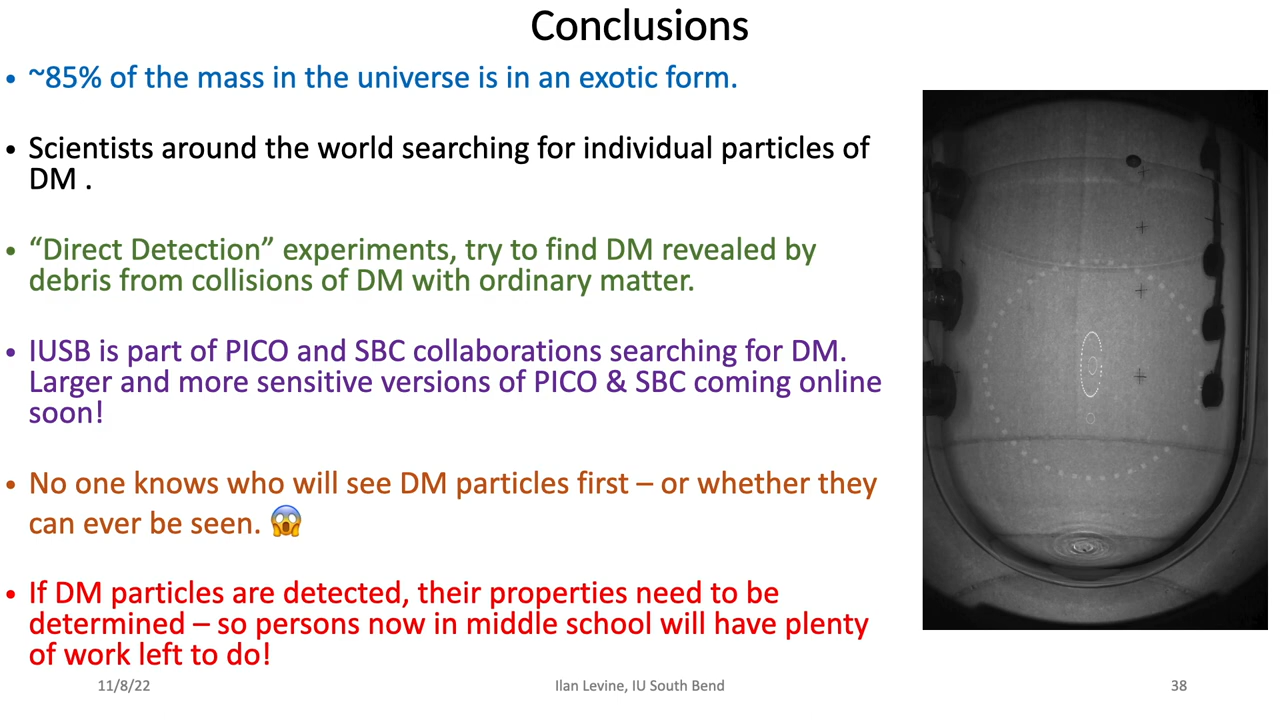 Conclusions
• ~85% of the mass in the universe is in an exotic form.
• Scientists around the world searching for individual particles of
DM .
• “Direct Detection” experiments, try to find DM revealed by
debris from collisions of DM with ordinary matter.
• IUSB is part of PICO and SBC collaborations searching for DM.
Larger and more sensitive versions of PICO & SBC coming online
soon!
• No one knows who will see DM particles first – or whether they
can ever be seen. 😱
• If DM particles are detected, their properties need to be
determined – so persons now in middle school will have plenty
of work left to do!
11/8/22
Ilan Levine, IU South Bend
38